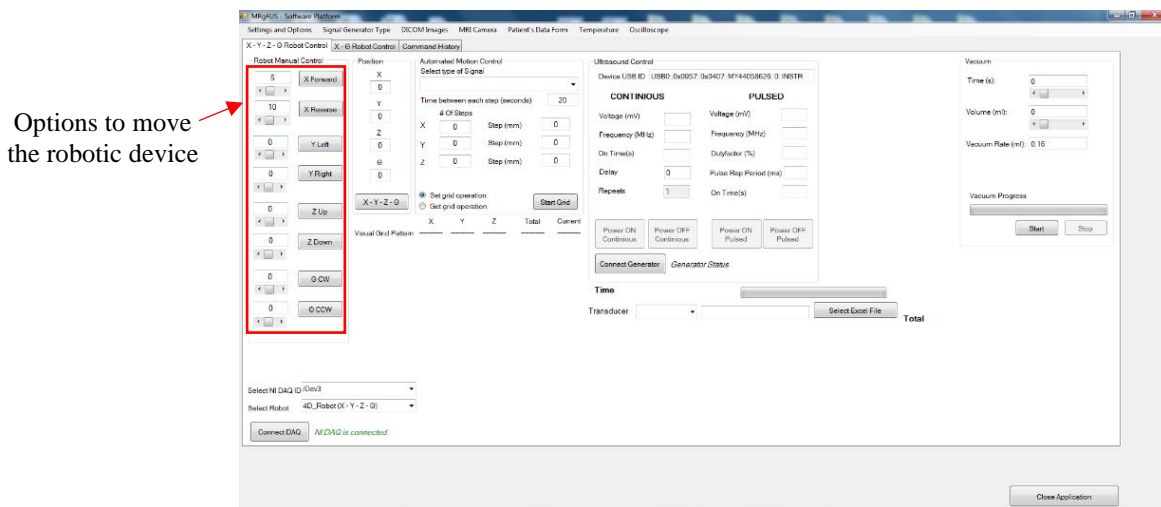 MRgFUS - Software Platform
Settings and Options Signal Generator Type DICOM Images MRI Camera Patient's Data Form Temperature Oscilloscope
X - Y - Z - Θ Robot Control X - Θ Robot Control Command History
Options to move
the robotic device
Robot Manual Control
5 X Forward
10 X Reverse
0 Y Left
0 Y Right
0 Z Up
0 Z Down
0 Θ CW
0 Θ CCW
Position
X
0
Y
0
Z
0
Θ
0
X - Y - Z - Θ
Automated Motion Control
Select type of Signal
Time between each step (seconds) 20
# Of Steps
X 0 Step (mm) 0
Y 0 Step (mm) 0
Z 0 Step (mm) 0
Set grid operation
Get grid operation
Start Grid
X Y Z Total Current
Visual Grid Pattern ---------- ---------- ---------- ---------- ----------
Ultrasound Control
Device USB ID USB0::0x0957::0x0407::MY44058626::0::INSTR
CONTINIOUS PULSED
Voltage (mV) Voltage (mV)
Frequency (MHz) Frequency (MHz)
On Time(s) Dutyfactor (%)
Delay 0 Pulse Rep Period (ms)
Repeats 1 On Time(s)
Power ON Continious Power OFF Continious Power ON Pulsed Power OFF Pulsed
Connect Generator Generator Status
Time
Transducer Select Excel File Total
Vacuum
Time (s): 0
Volume (ml): 0
Vacuum Rate (ml): 0.16
Vacuum Progress
Start Stop
Select NI DAQ ID /Dev3
Select Robot 4D_Robot (X - Y - Z - Θ)
Connect DAQ NI DAQ is connected.
Close Application